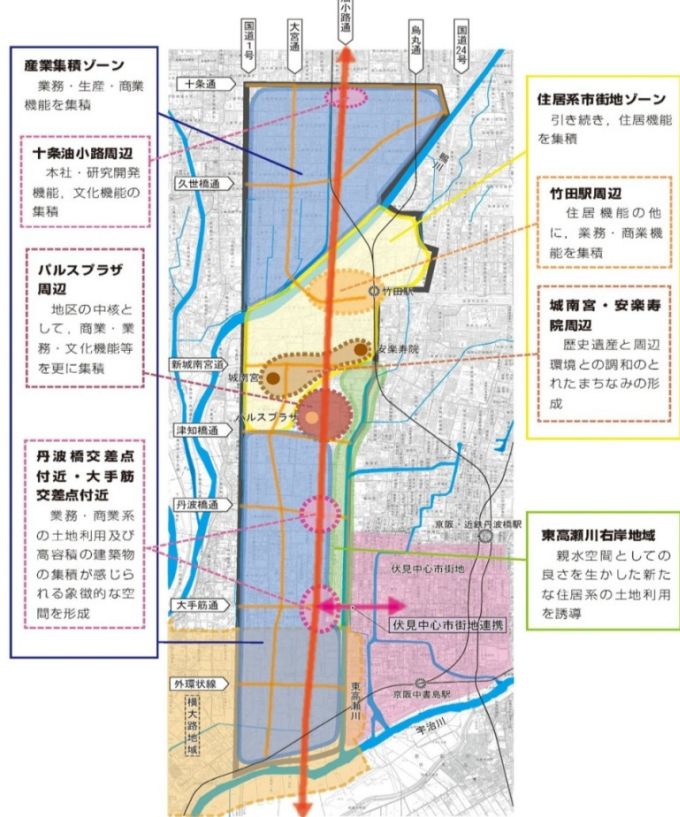 国道1号
大宮通
油小路通
烏丸通
国道24号
産業集積ゾーン
業務・生産・商業
機能を集積
十条油小路周辺
本社・研究開発
機能，文化機能の
集積
パルスプラザ
周辺
地区の中核と
して，商業・業
務・文化機能等
を更に集積
丹波橋交差点
付近・大手筋
交差点付近
業務・商業系
の土地利用及び
高容積の建築物
の集積が感じら
れる象徴的な空
間を形成
十条通
久世橋通
新城南宮道
津知橋通
丹波橋通
大手筋通
外環状線
横大路地域
鴨川
竹田駅
安楽寿院
城南宮
パルスプラザ
京阪・近鉄丹波橋駅
伏見中心市街地
伏見中心市街地連携
東高瀬川
京阪中書島駅
宇治川
住居系市街地ゾーン
引き続き，住居機能
を集積
竹田駅周辺
住居機能の他
に，業務・商業機
能を集積
城南宮・安楽寿
院周辺
歴史遺産と周辺
環境との調和のと
れたまちなみの形
成
東高瀬川右岸地域
親水空間としての
良さを生かした新た
な住居系の土地利用
を誘導